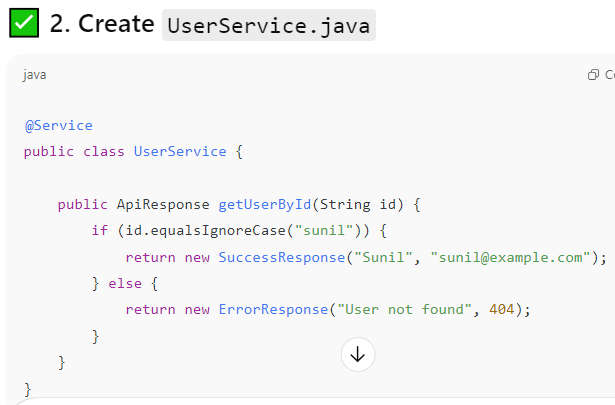 2. Create UserService.java
java
@Service
public class UserService {
    public ApiResponse getUserById(String id) {
        if (id.equalsIgnoreCase("sunil")) {
            return new SuccessResponse("Sunil", "sunil@example.com");
        } else {
            return new ErrorResponse("User not found", 404);
        }
    }
}